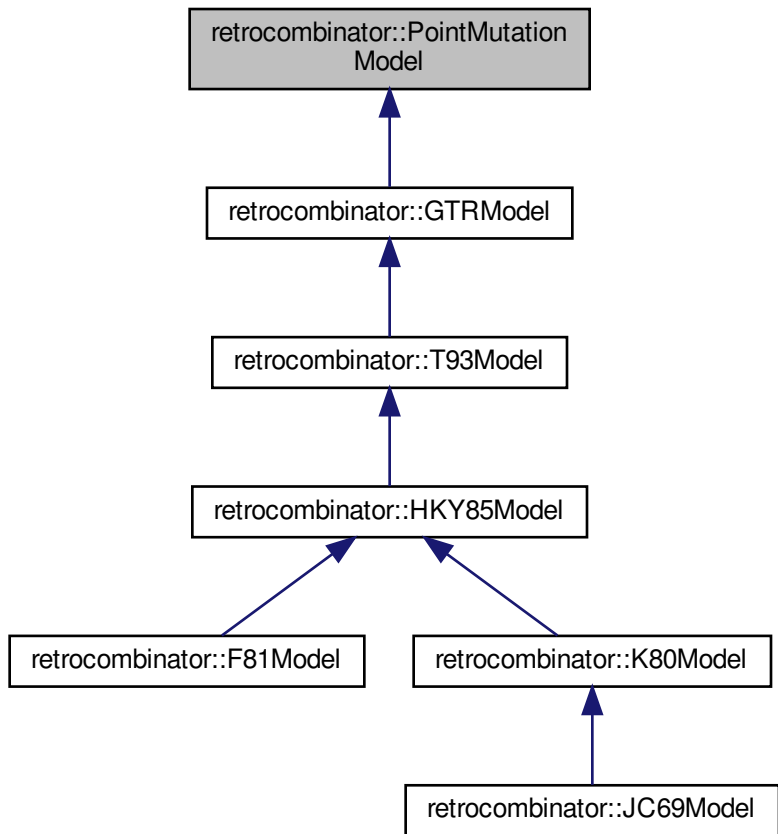 retrocombinator::PointMutation
Model
retrocombinator::GTRModel
retrocombinator::T93Model
retrocombinator::HKY85Model
retrocombinator::F81Model
retrocombinator::K80Model
retrocombinator::JC69Model